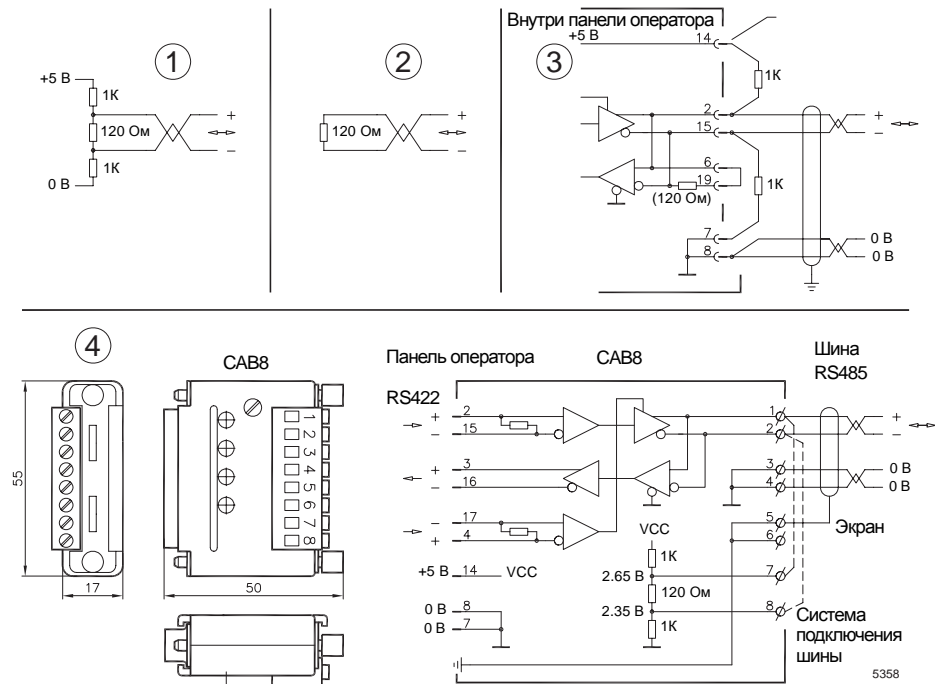 1
+5 В
1К
120 Ом
1К
0 В
+
−
2
120 Ом
+
−
3
Внутри панели оператора
+5 В
14
1К
2
15
+
−
6
19
(120 Ом)
1К
7
8
0 В
0 В
4
55
17
CAB8
1
2
3
4
5
6
7
8
50
Панель оператора
CAB8
Шина
RS485
RS422
+ 2
− 15
+ 3
− 16
− 17
+ 4
+5 В 14 VCC
0 В 8
0 В 7
VCC
1К
2.65 В
120 Ом
2.35 В
1К
1
2
3
4
5
6
7
8
+
−
0 В
0 В
Экран
Система
подключения
шины
5358